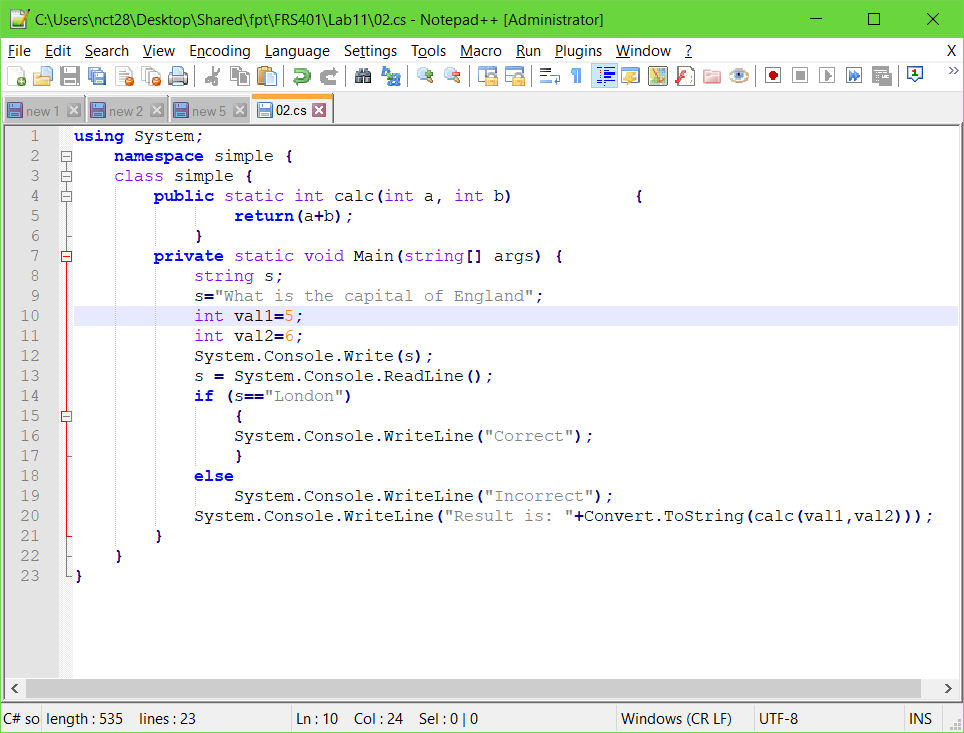 C:\Users\nct28\Desktop\Shared\fpt\FRS401\Lab11\02.cs - Notepad++ [Administrator]
File Edit Search View Encoding Language Settings Tools Macro Run Plugins Window ? X
new 1 new 2 new 5 02.cs
1 using System;
2 namespace simple {
3 class simple {
4 public static int calc(int a, int b) {
5 return(a+b);
6 }
7 private static void Main(string[] args) {
8 string s;
9 s="What is the capital of England";
10 int val1=5;
11 int val2=6;
12 System.Console.Write(s);
13 s = System.Console.ReadLine();
14 if (s=="London")
15 {
16 System.Console.WriteLine("Correct");
17 }
18 else
19 System.Console.WriteLine("Incorrect");
20 System.Console.WriteLine("Result is: "+Convert.ToString(calc(val1,val2)));
21 }
22 }
23 }
C# so length : 535 lines : 23 Ln : 10 Col : 24 Sel : 0 | 0 Windows (CR LF) UTF-8 INS